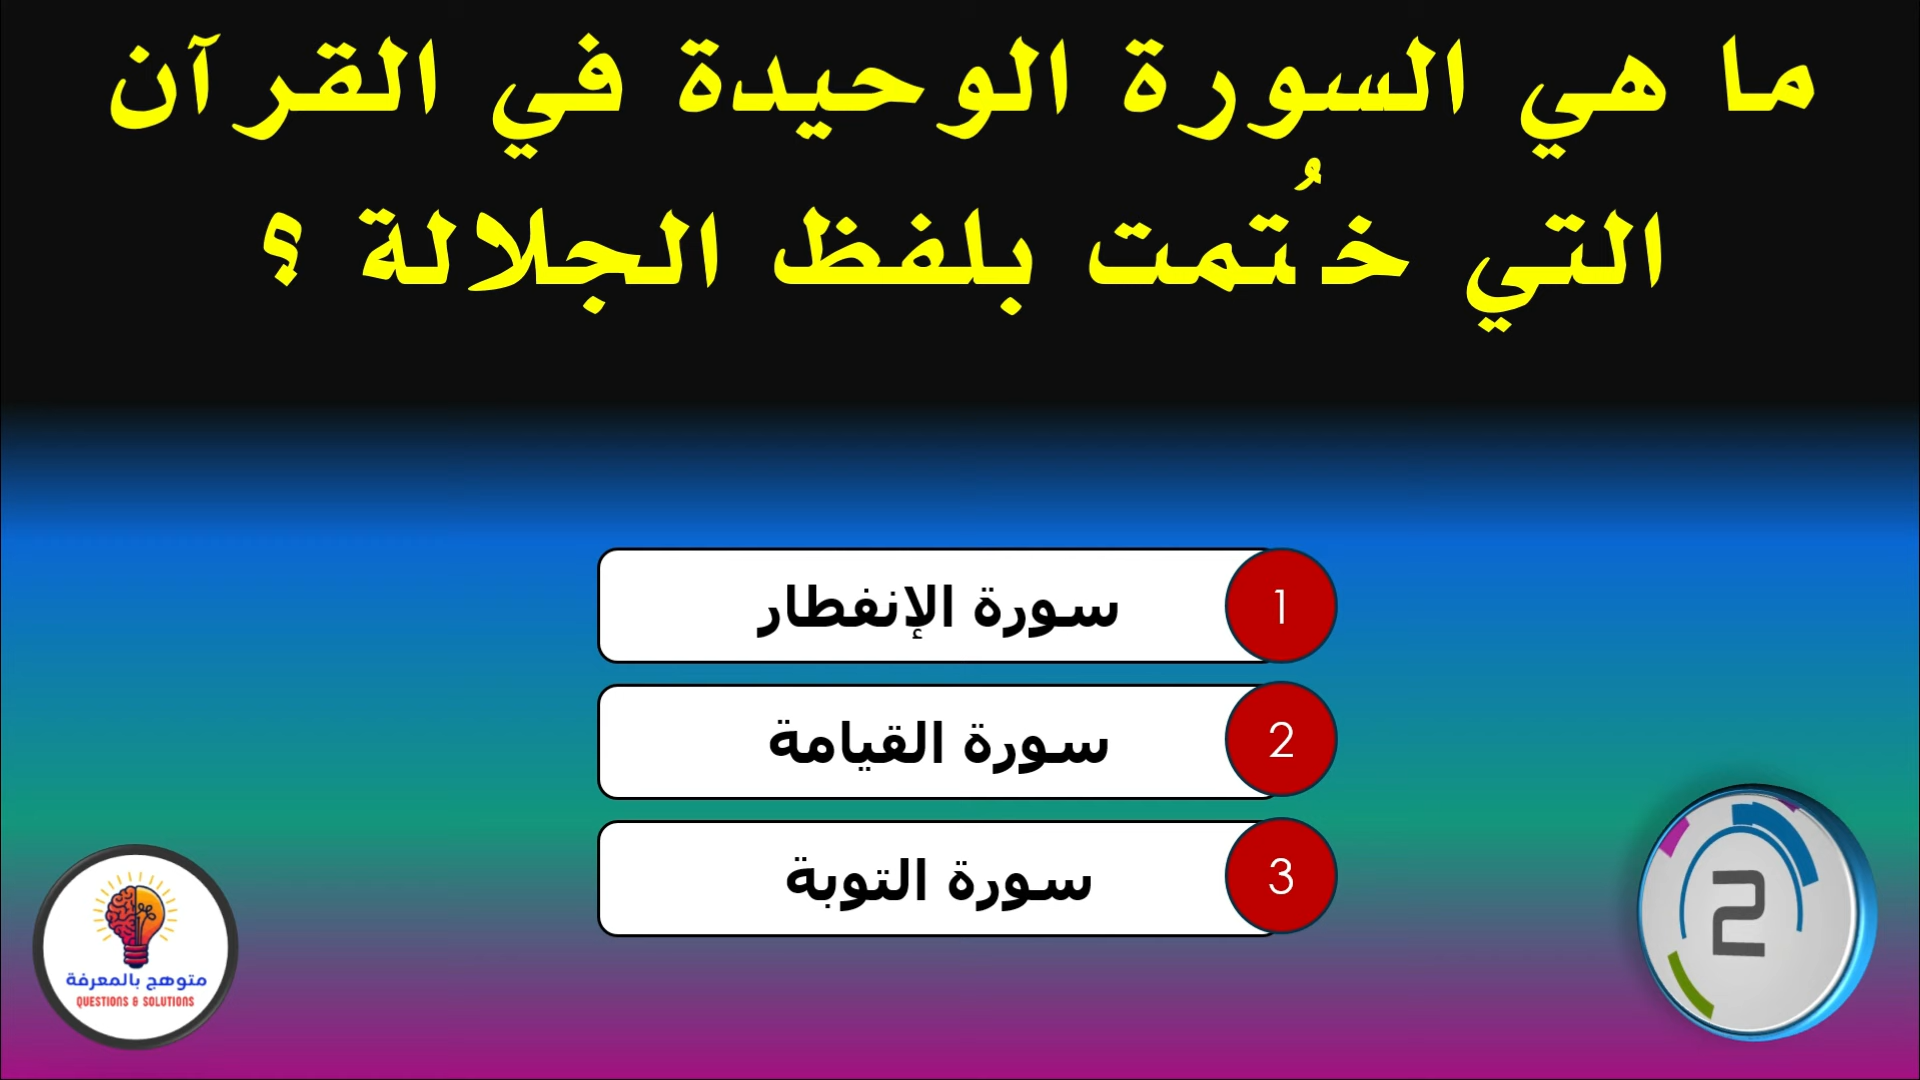 ما هي السورة الوحيدة في القرآن
التي خُتمت بلفظ الجلالة ؟
سورة الإنفطار 1
سورة القيامة 2
سورة التوبة 3
2
متوهج بالمعرفة
QUESTIONS & SOLUTIONS